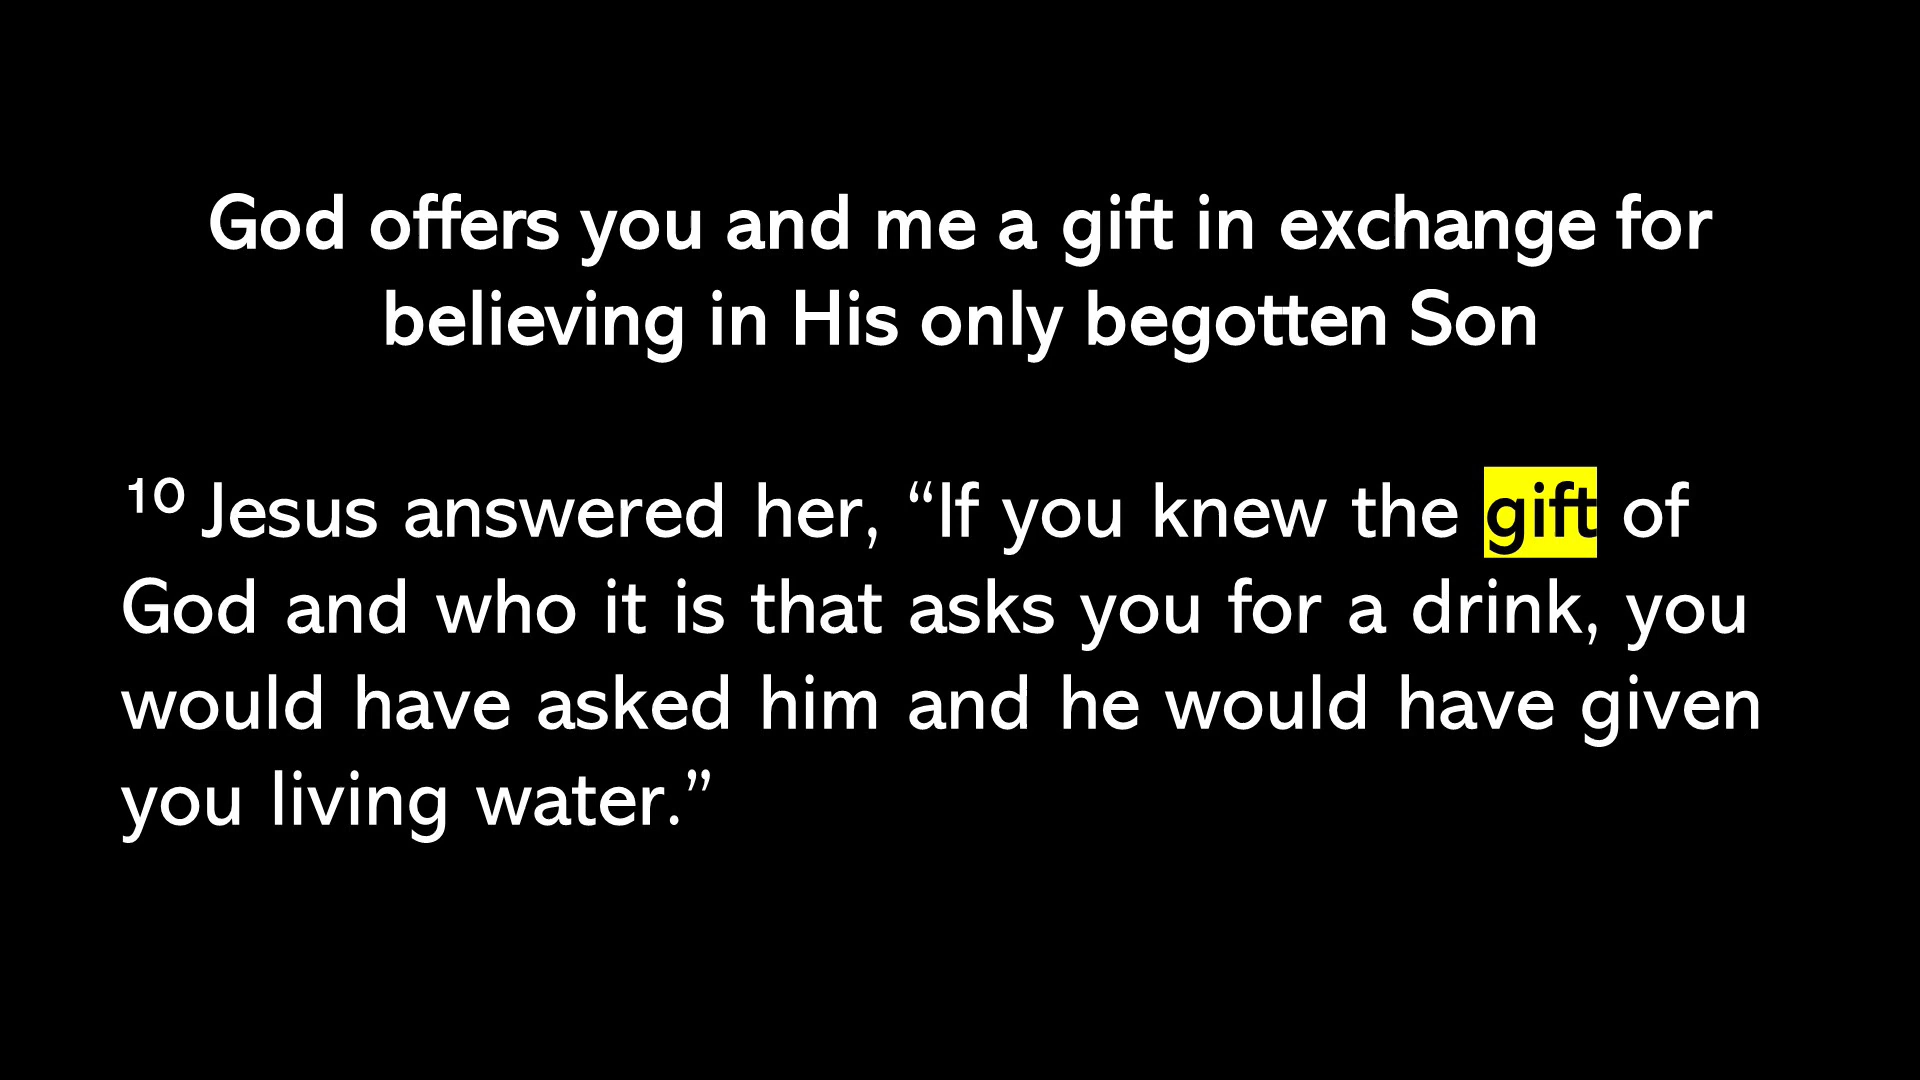 God offers you and me a gift in exchange for
believing in His only begotten Son
¹⁰ Jesus answered her, “If you knew the gift of
God and who it is that asks you for a drink, you
would have asked him and he would have given
you living water.”